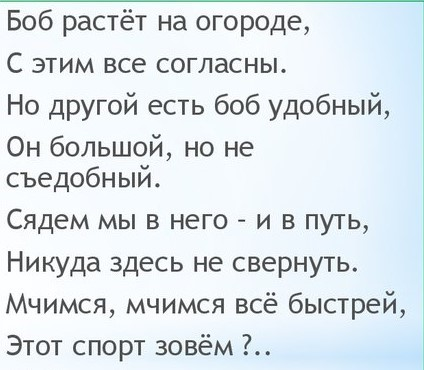 Боб растёт на огороде,
С этим все согласны.
Но другой есть боб удобный,
Он большой, но не
съедобный.
Сядем мы в него - и в путь,
Никуда здесь не свернуть.
Мчимся, мчимся всё быстрей,
Этот спорт зовём ?..